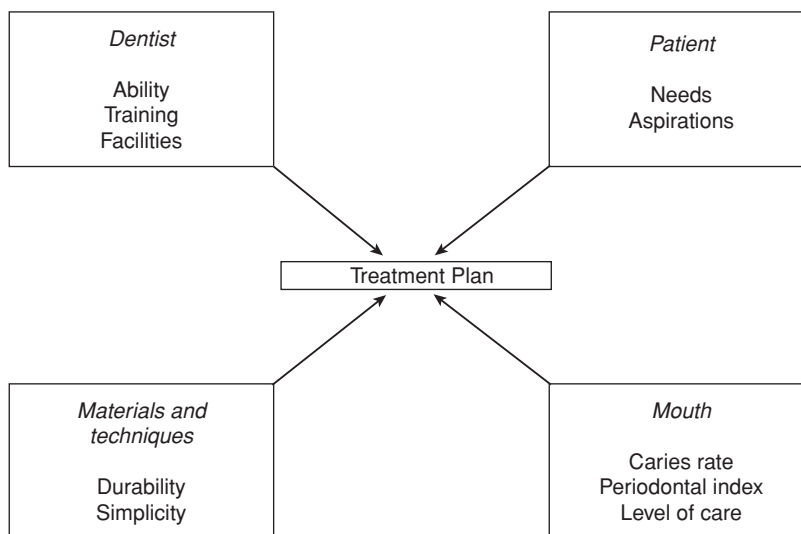 Dentist
Ability
Training
Facilities
Patient
Needs
Aspirations
Treatment Plan
Materials and
techniques
Durability
Simplicity
Mouth
Caries rate
Periodontal index
Level of care